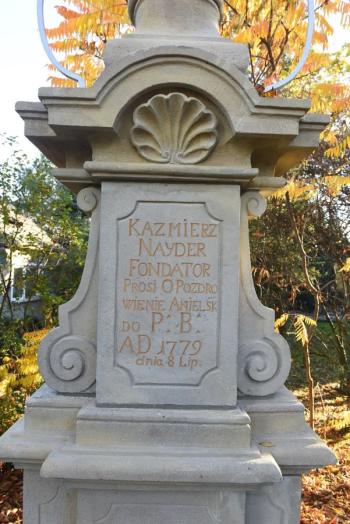 KAZMIERZ
NAYDER
FONDATOR
PROSI O POZDRO
WIENIE ANIELSK
DO P. B.
A D 1779
dnia 8 Lip.